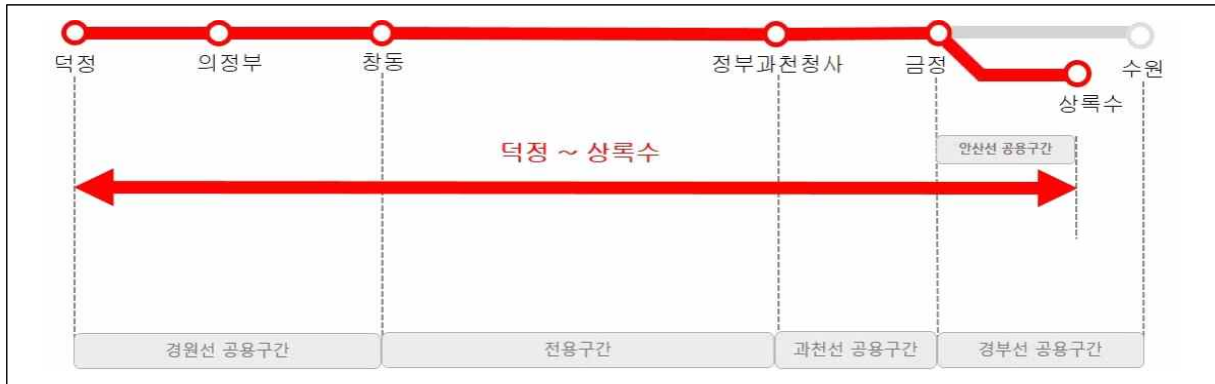 덕정 의정부 창동 정부과천청사 금정 수원
상록수
덕정 ~ 상록수
안산선 공용구간
경원선 공용구간 전용구간 과천선 공용구간 경부선 공용구간